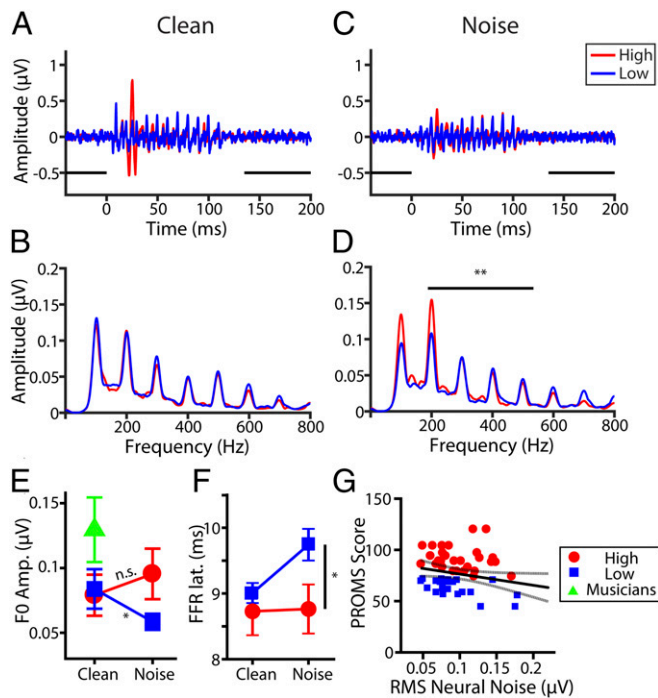 A Clean C Noise
High
Low
Amplitude (μV)
1
0.5
0
-0.5
0 50 100 150 200
Time (ms)
1
0.5
0
-0.5
0 50 100 150 200
Time (ms)
B D
Amplitude (μV)
0.2
0.15
0.1
0.05
0
200 400 600 800
Frequency (Hz)
0.2
0.15
0.1
0.05
0
**
200 400 600 800
Frequency (Hz)
E F G
F0 Amp. (μV)
0.15
0.1
0.05
n.s.
*
Clean Noise
FFR lat. (ms)
10
9
8
*
Clean Noise
PROMS Score
150
100
50
0
0.05 0.1 0.15 0.2
RMS Neural Noise (μV)
High
Low
Musicians